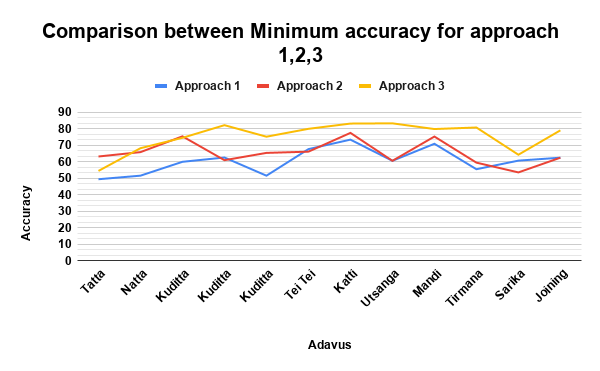 Comparison between Minimum accuracy for approach
1,2,3
Approach 1 Approach 2 Approach 3
90
80
70
60
50
40
30
20
10
0
Accuracy
Tatta Natta Kuditta Kuditta Kuditta Tei Tei Katti Utsanga Mandi Tirmana Sarika Joining
Adavus